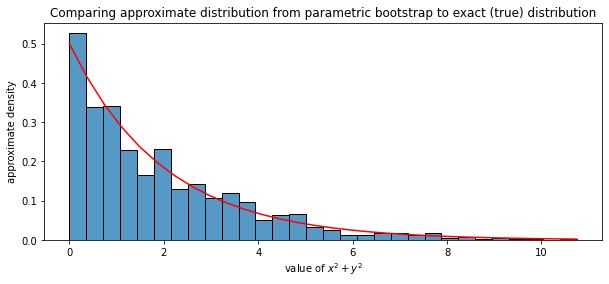 Comparing approximate distribution from parametric bootstrap to exact (true) distribution
approximate density
0.5
0.4
0.3
0.2
0.1
0.0
0 2 4 6 8 10
value of x² + y²